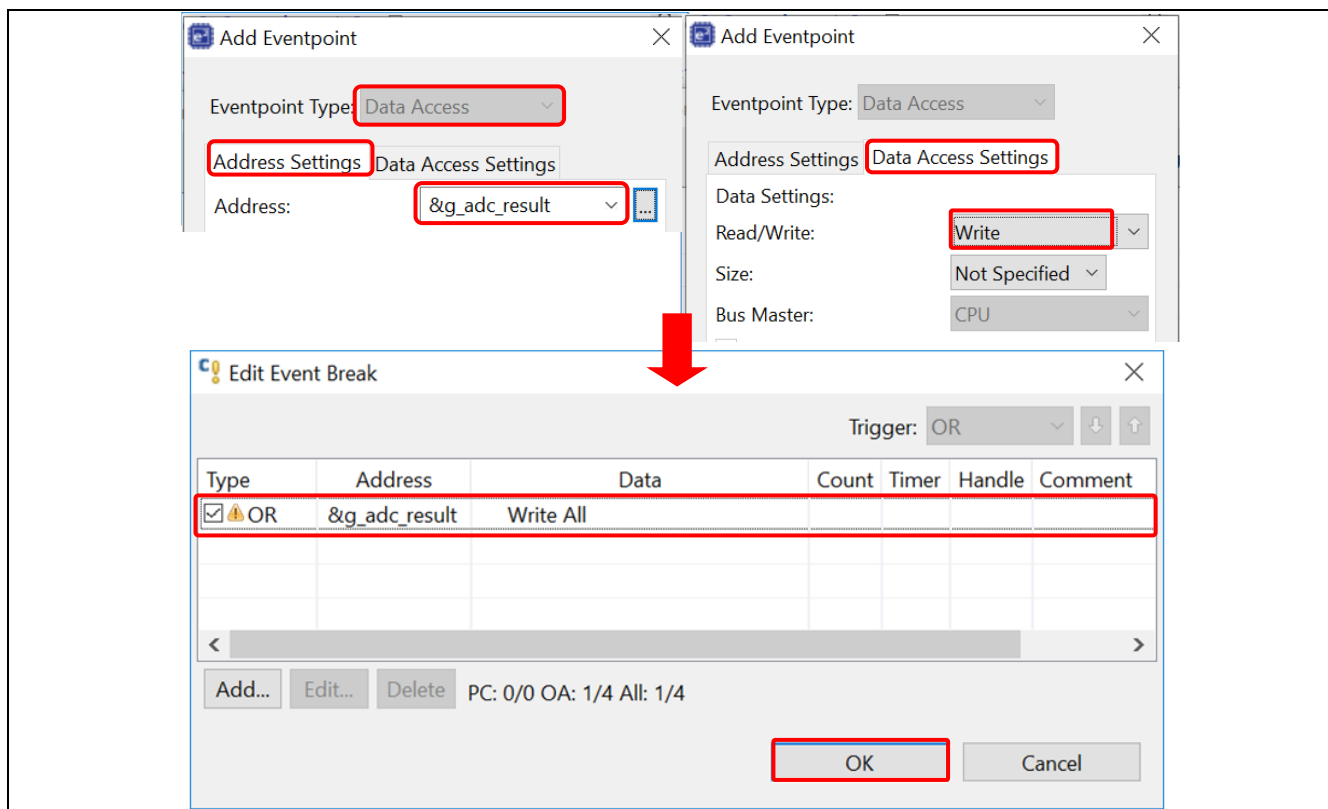 Add Eventpoint
Eventpoint Type: Data Access
Address Settings Data Access Settings
Address: &g_adc_result ...
Add Eventpoint
Eventpoint Type: Data Access
Address Settings Data Access Settings
Data Settings:
Read/Write: Write
Size: Not Specified
Bus Master: CPU
Edit Event Break
Trigger: OR
Type Address Data Count Timer Handle Comment
OR &g_adc_result Write All
Add... Edit... Delete PC: 0/0 OA: 1/4 All: 1/4
OK Cancel